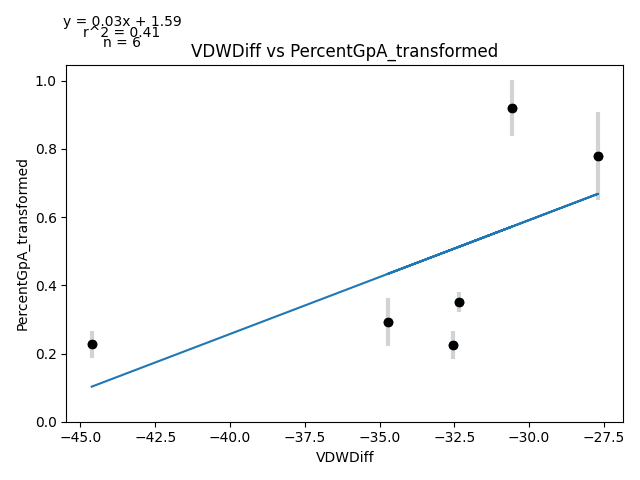 y = 0.03x + 1.59
r^2 = 0.41
n = 6
VDWDiff vs PercentGpA_transformed
1.0
0.8
0.6
0.4
0.2
0.0
PercentGpA_transformed
−45.0 −42.5 −40.0 −37.5 −35.0 −32.5 −30.0 −27.5
VDWDiff